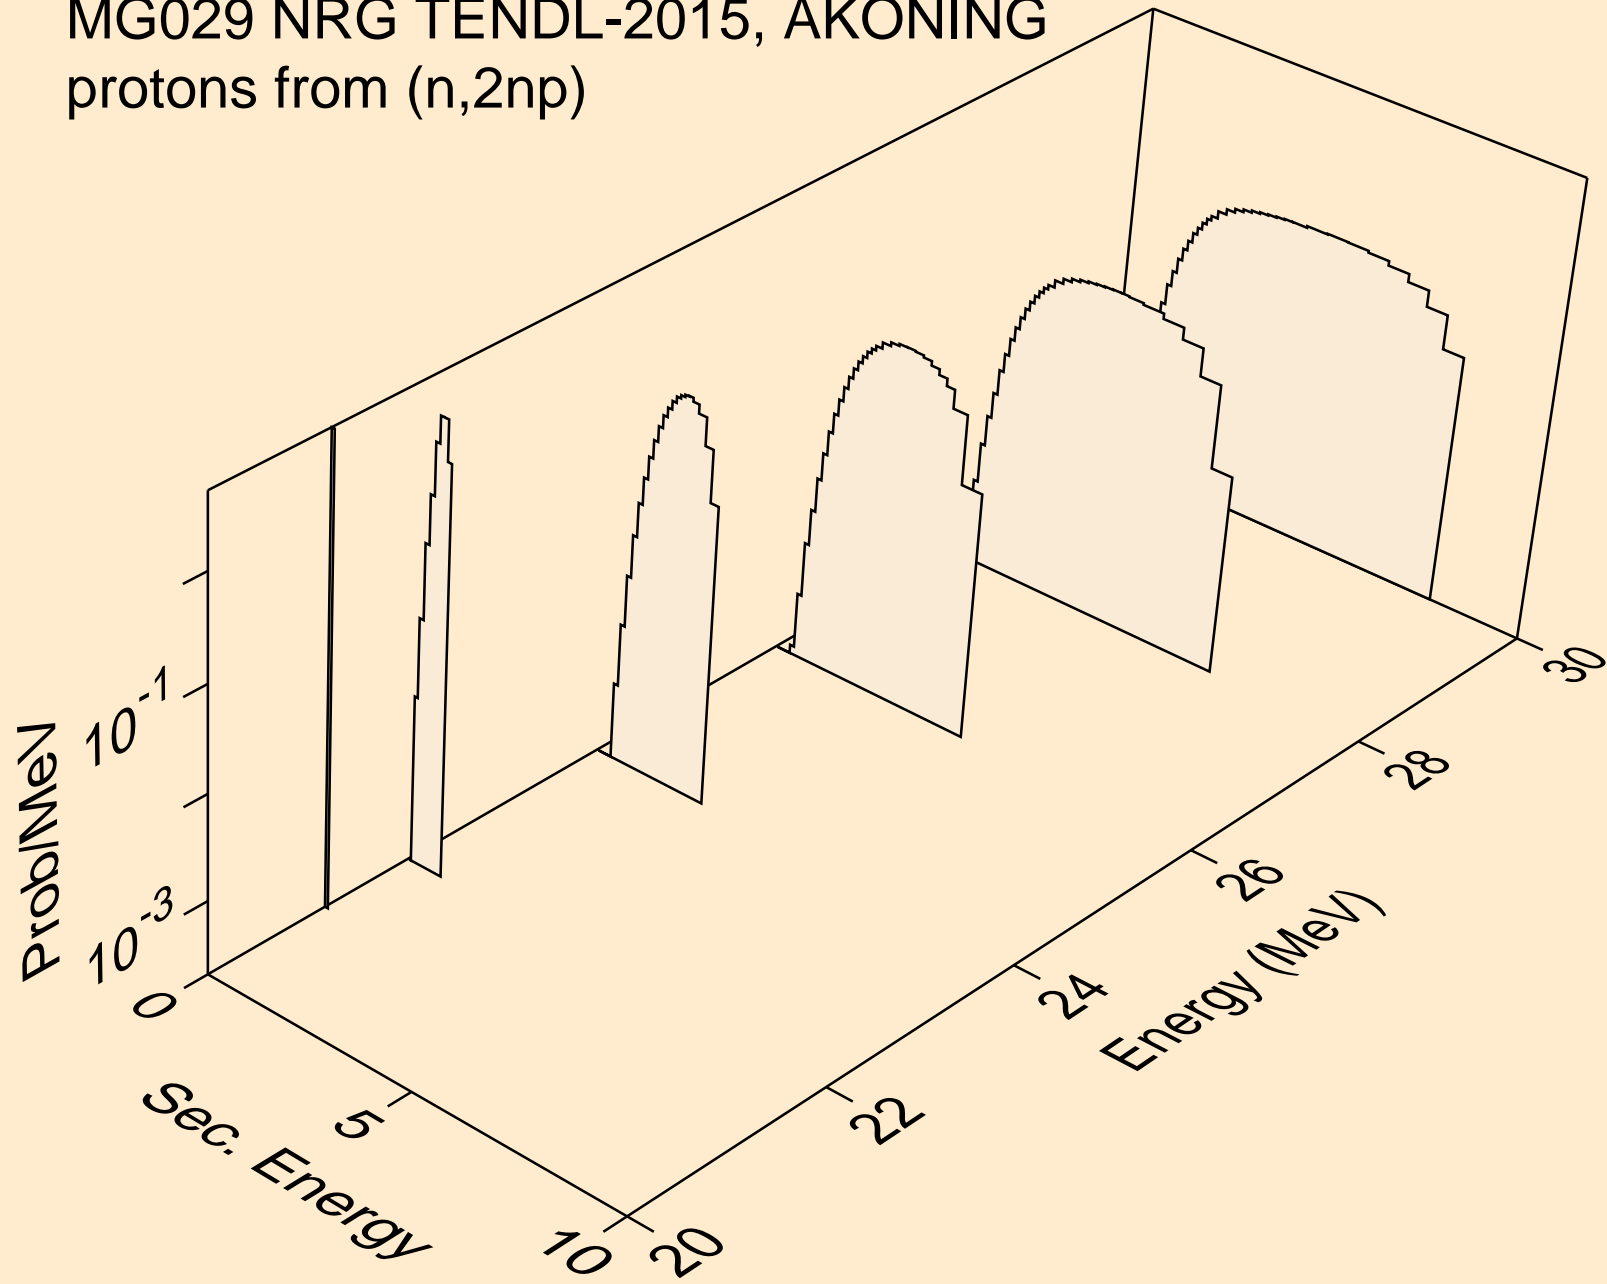 MG029 NRG TENDL-2015, AKONING
protons from (n,2np)
Prob/MeV
10^-1
10^-3
0
5
10
Sec. Energy
20
22
24
26
28
30
Energy (MeV)